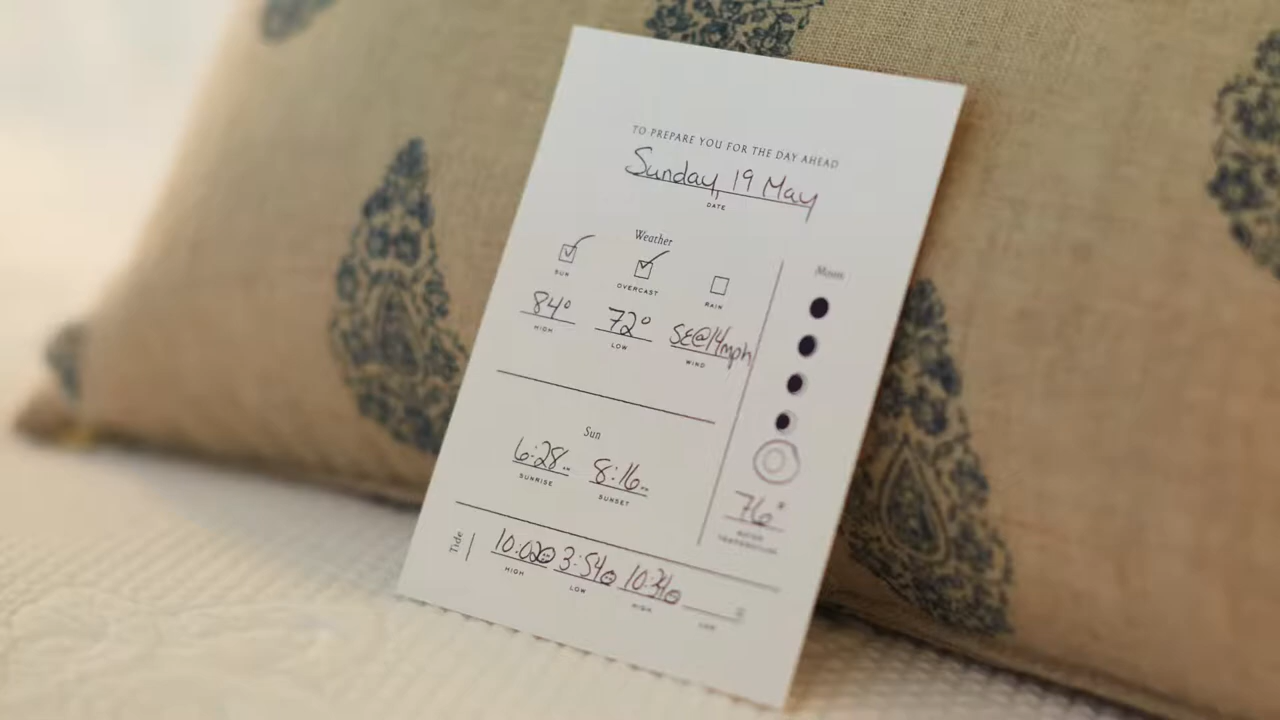 TO PREPARE YOU FOR THE DAY AHEAD
Sunday, 19 May
DATE
Weather
SUN OVERCAST RAIN
84° 72° SE@14mph
HIGH LOW WIND
Sun
6:28 8:16
SUNRISE SUNSET
Moon
76°
WATER
TEMPERATURE
Tide
10:02 3:54 10:34
HIGH LOW HIGH LOW